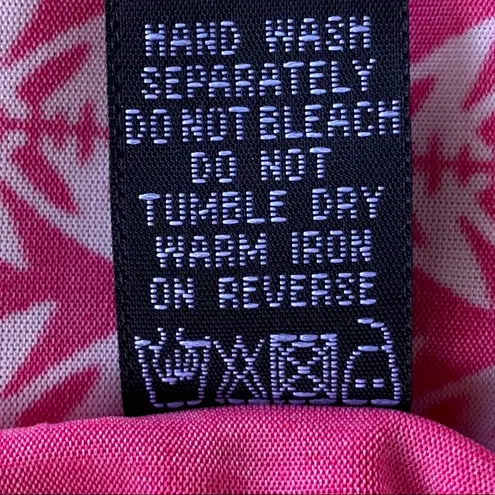 HAND WASH
SEPARATELY
DO NOT BLEACH
DO NOT
TUMBLE DRY
WARM IRON
ON REVERSE